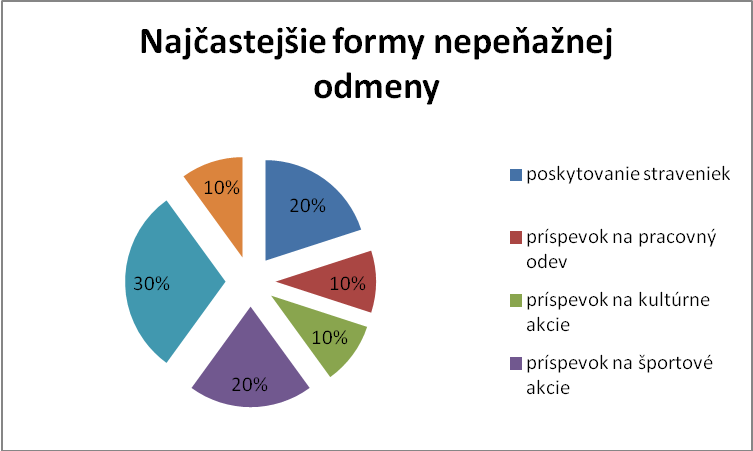 Najčastejšie formy nepeňažnej
odmeny
20%
10%
10%
20%
30%
10%
poskytovanie straveniek
príspevok na pracovný
odev
príspevok na kultúrne
akcie
príspevok na športové
akcie